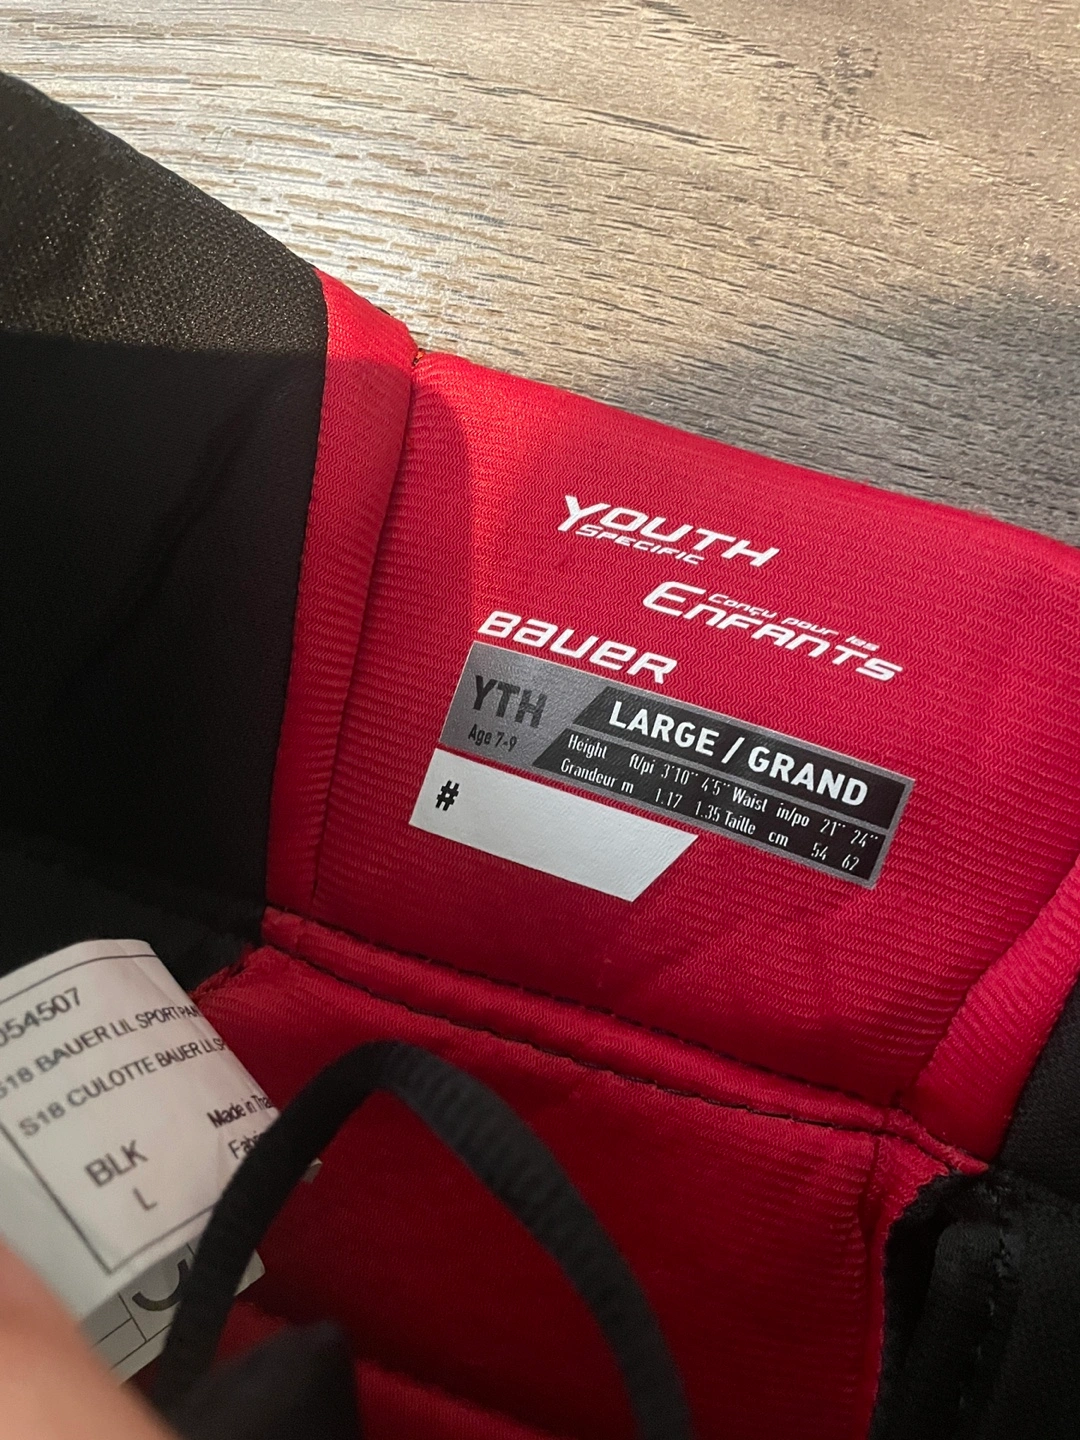 YOUTH
SPECIFIC
Conçu pour les
ENFANTS
BAUER
YTH
Age 7-9
LARGE / GRAND
Height ft/pi 3'10'' 4'5'' Waist in/po 21'' 24''
Grandeur m 1.17 1.35 Taille cm 54 62
#
054507
S18 BAUER LIL SPORT PAN
S18 CULOTTE BAUER LIL SP
Made in
BLK
L